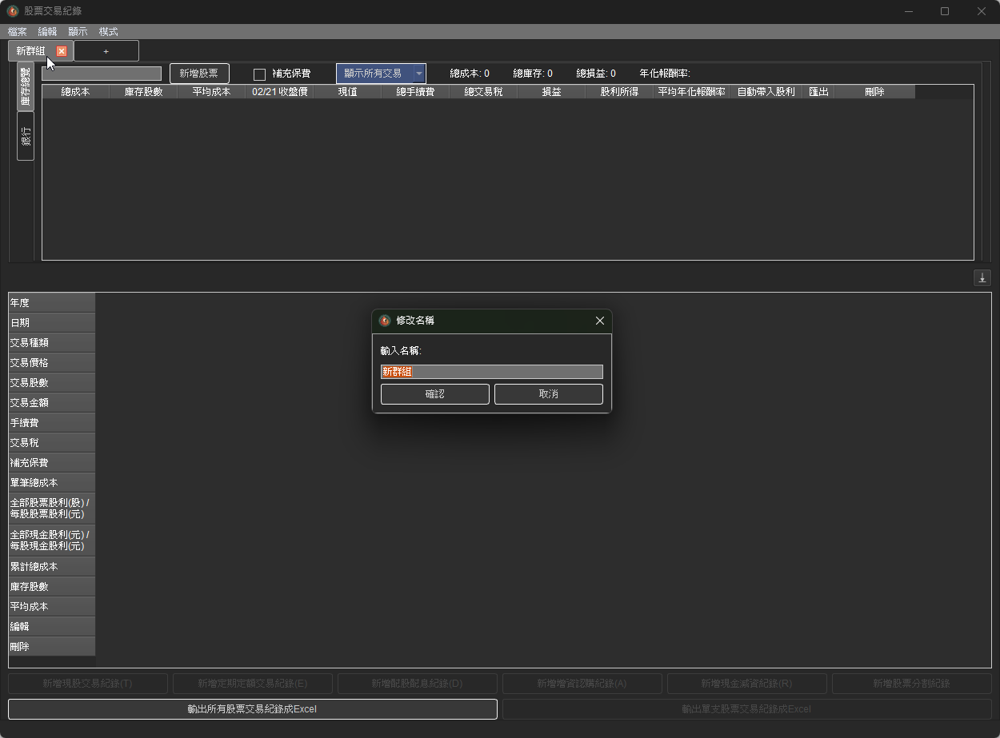 股票交易紀錄
檔案 編輯 顯示 模式
新群組 +
庫存總覽
銀行
新增股票 補充保費 顯示所有交易 總成本: 0 總庫存: 0 總損益: 0 年化報酬率:
總成本 庫存股數 平均成本 02/21 收盤價 現值 總手續費 總交易稅 損益 股利所得 平均年化報酬率 自動帶入股利 匯出 刪除
年度
日期
交易種類
交易價格
交易股數
交易金額
手續費
交易稅
補充保費
單筆總成本
全部股票股利(股) /
每股股票股利(元)
全部現金股利(元) /
每股現金股利(元)
累計總成本
庫存股數
平均成本
編輯
刪除
修改名稱
輸入名稱:
新群組
確認 取消
新增現股交易紀錄(T) 新增定期定額交易紀錄(E) 新增配股配息紀錄(D) 新增增資認購紀錄(A) 新增現金減資紀錄(R) 新增股票分割紀錄
輸出所有股票交易紀錄成Excel 輸出單支股票交易紀錄成Excel